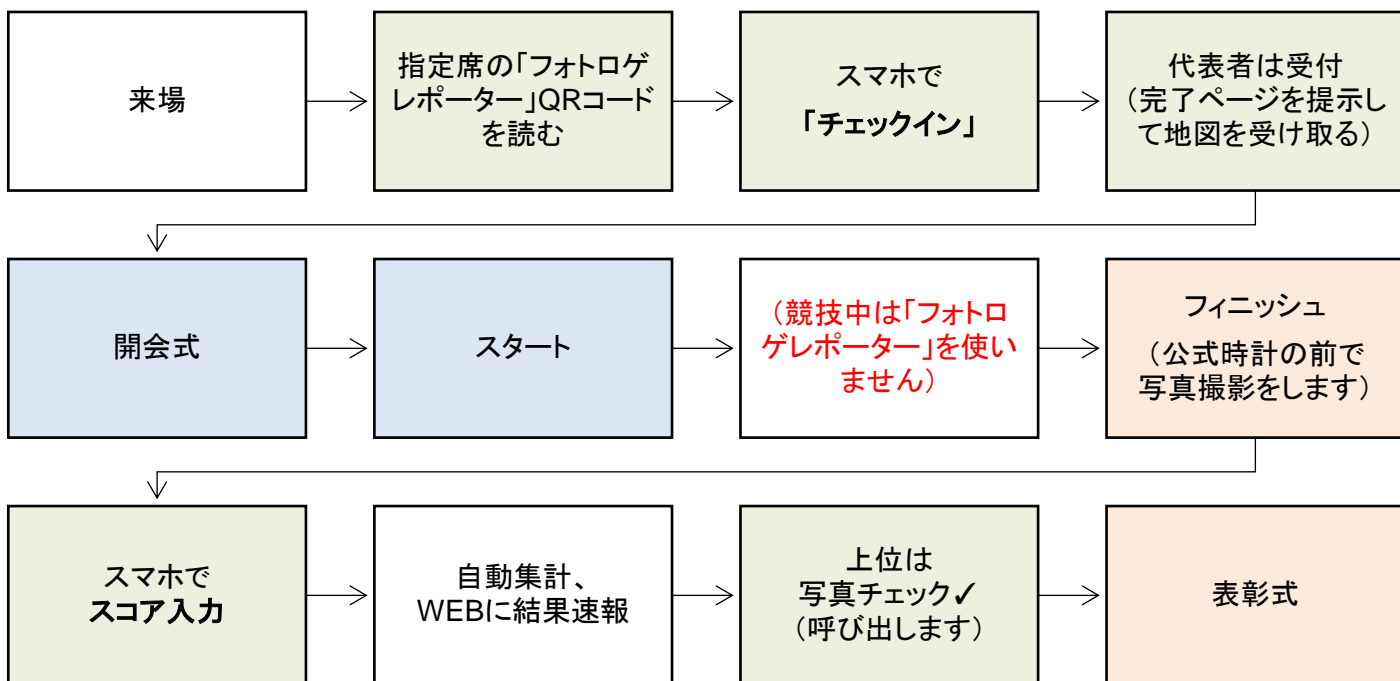 来場
指定席の「フォトロゲ
レポーター」QRコード
を読む
スマホで
「チェックイン」
代表者は受付
（完了ページを提示し
て地図を受け取る）
開会式
スタート
（競技中は「フォトロ
ゲレポーター」を使い
ません）
フィニッシュ
（公式時計の前で
写真撮影をします）
スマホで
スコア入力
自動集計、
WEBに結果速報
上位は
写真チェック✓
（呼び出します）
表彰式